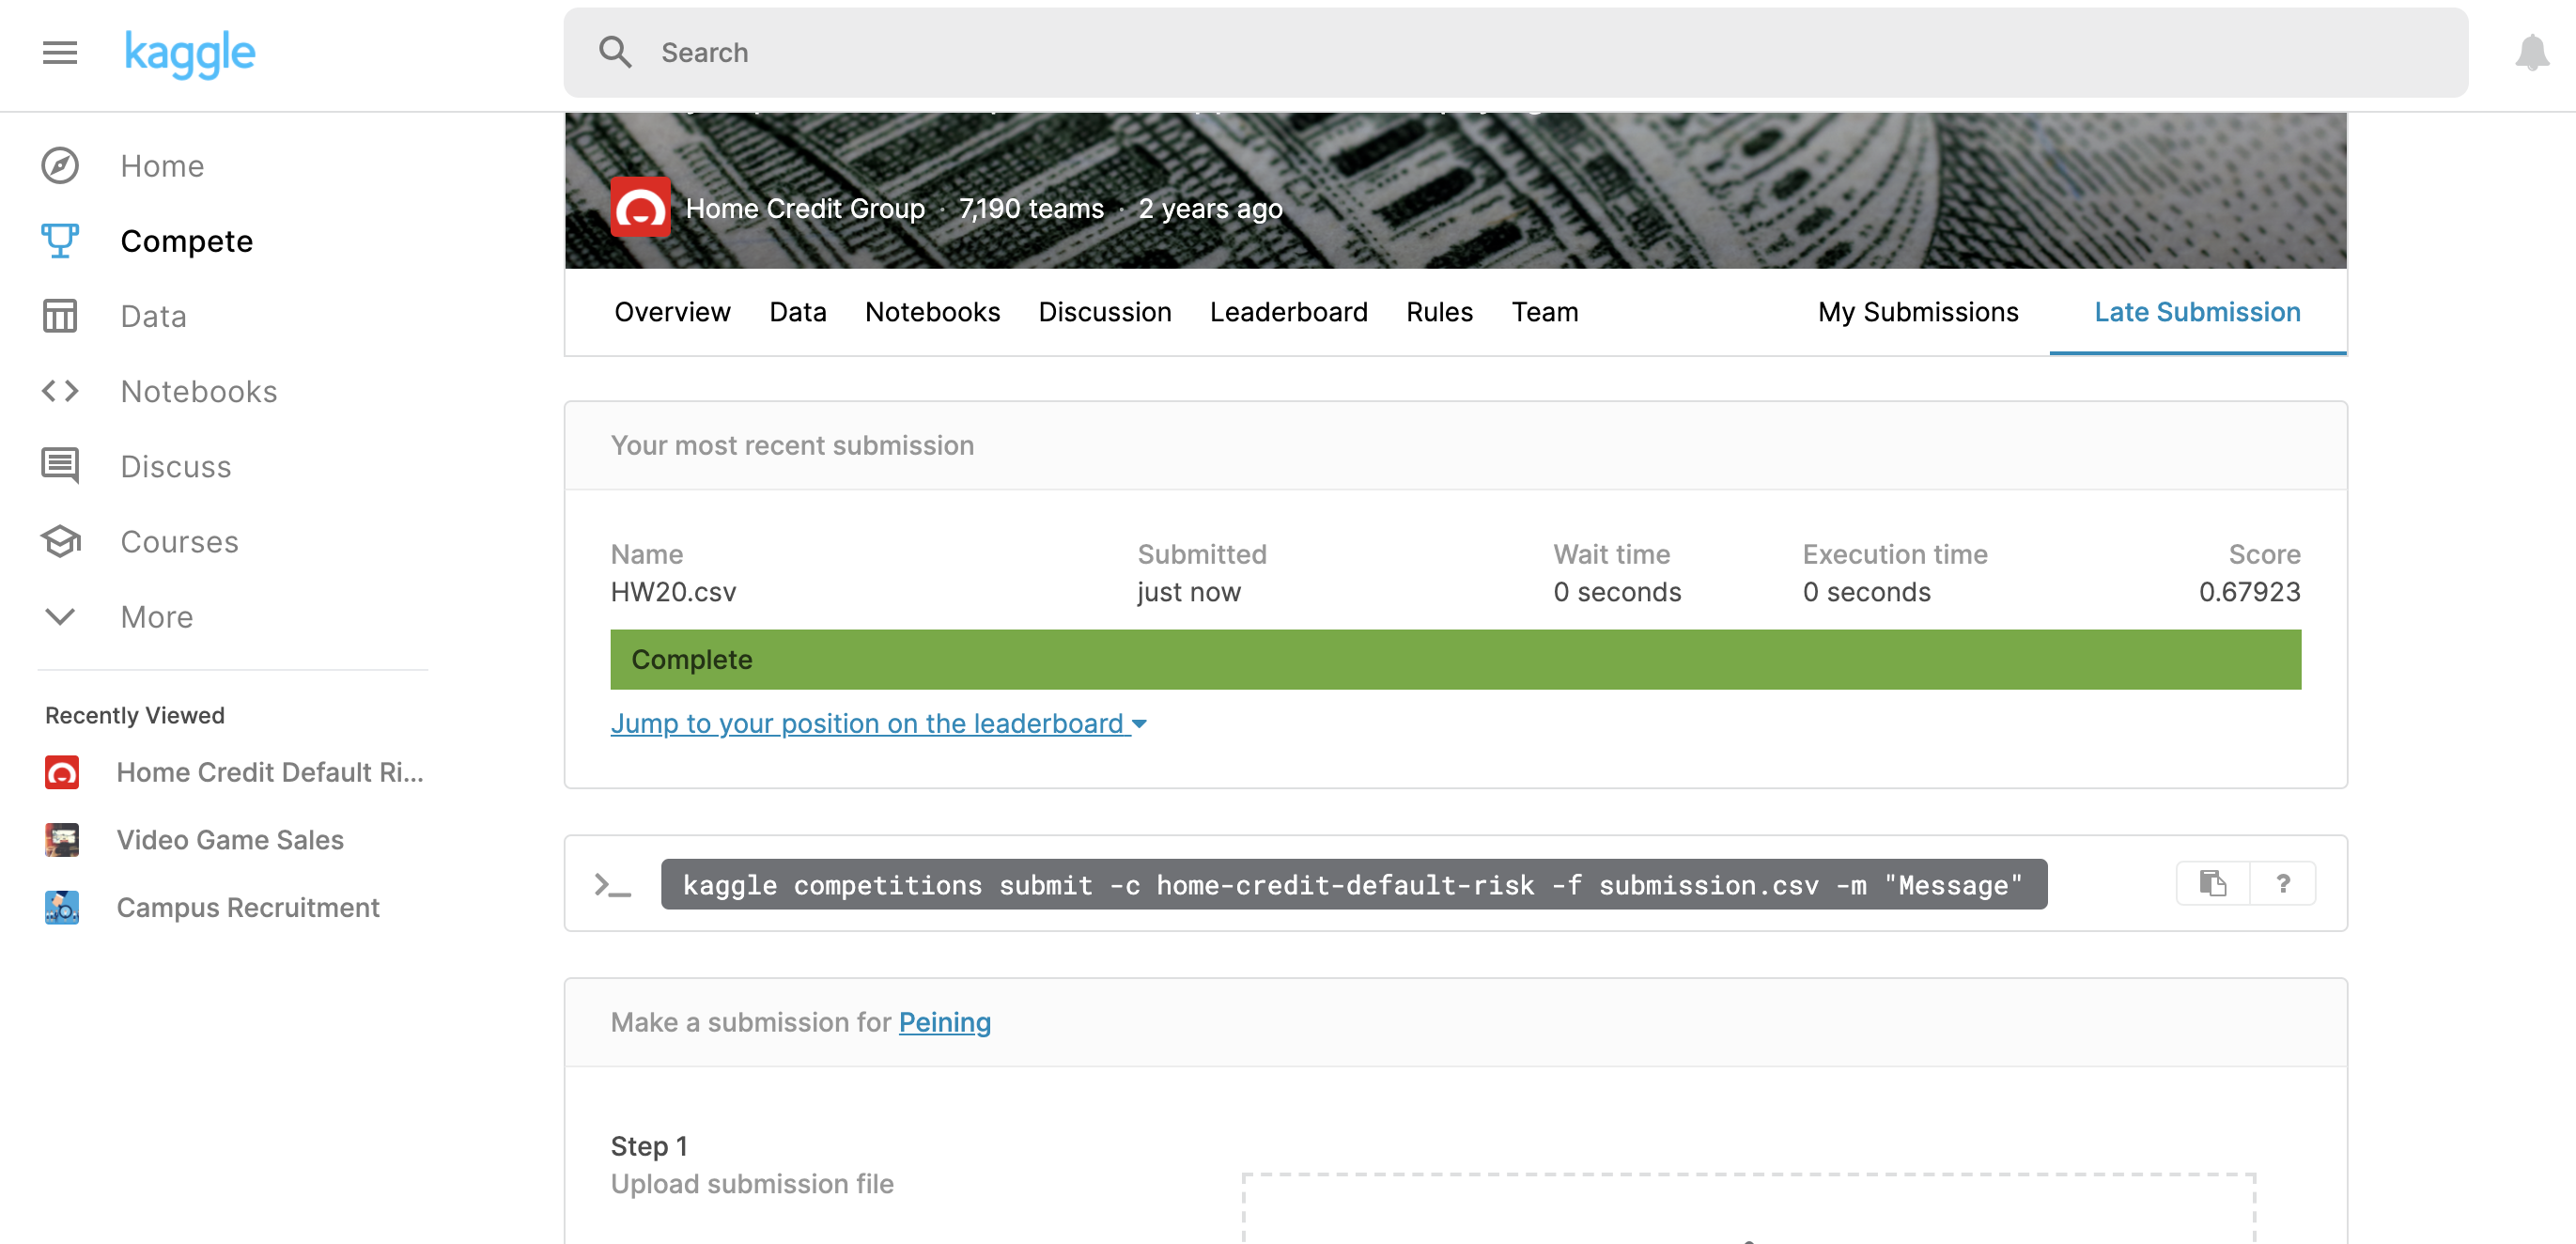 kaggle
Search
Home
Compete
Data
Notebooks
Discuss
Courses
More
Recently Viewed
Home Credit Default Ri...
Video Game Sales
Campus Recruitment
Home Credit Group · 7,190 teams · 2 years ago
Overview Data Notebooks Discussion Leaderboard Rules Team My Submissions Late Submission
Your most recent submission
Name Submitted Wait time Execution time Score
HW20.csv just now 0 seconds 0 seconds 0.67923
Complete
Jump to your position on the leaderboard
>_ kaggle competitions submit -c home-credit-default-risk -f submission.csv -m "Message" ?
Make a submission for Peining
Step 1
Upload submission file